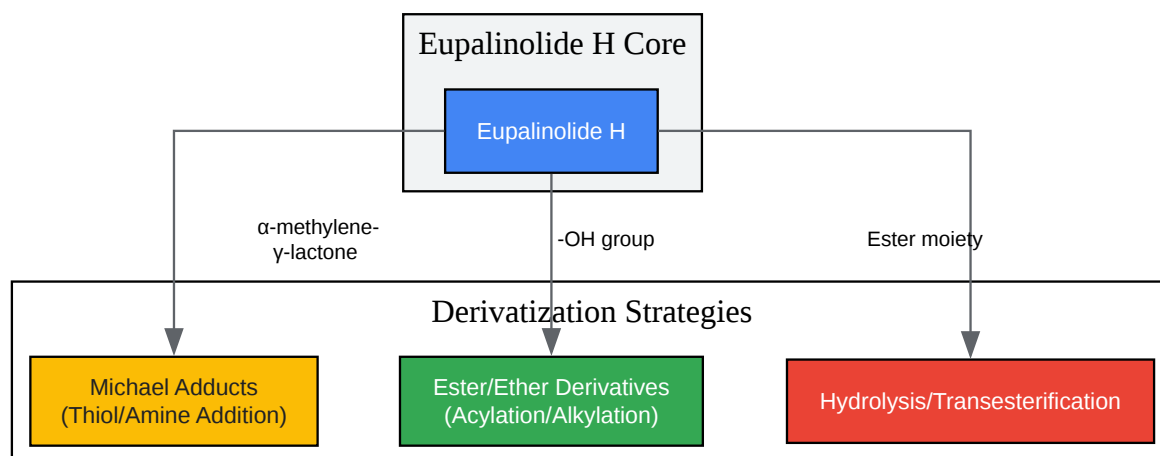 Eupalinolide H Core
Eupalinolide H
α-methylene-
γ-lactone
-OH group
Ester moiety
Derivatization Strategies
Michael Adducts
(Thiol/Amine Addition)
Ester/Ether Derivatives
(Acylation/Alkylation)
Hydrolysis/Transesterification